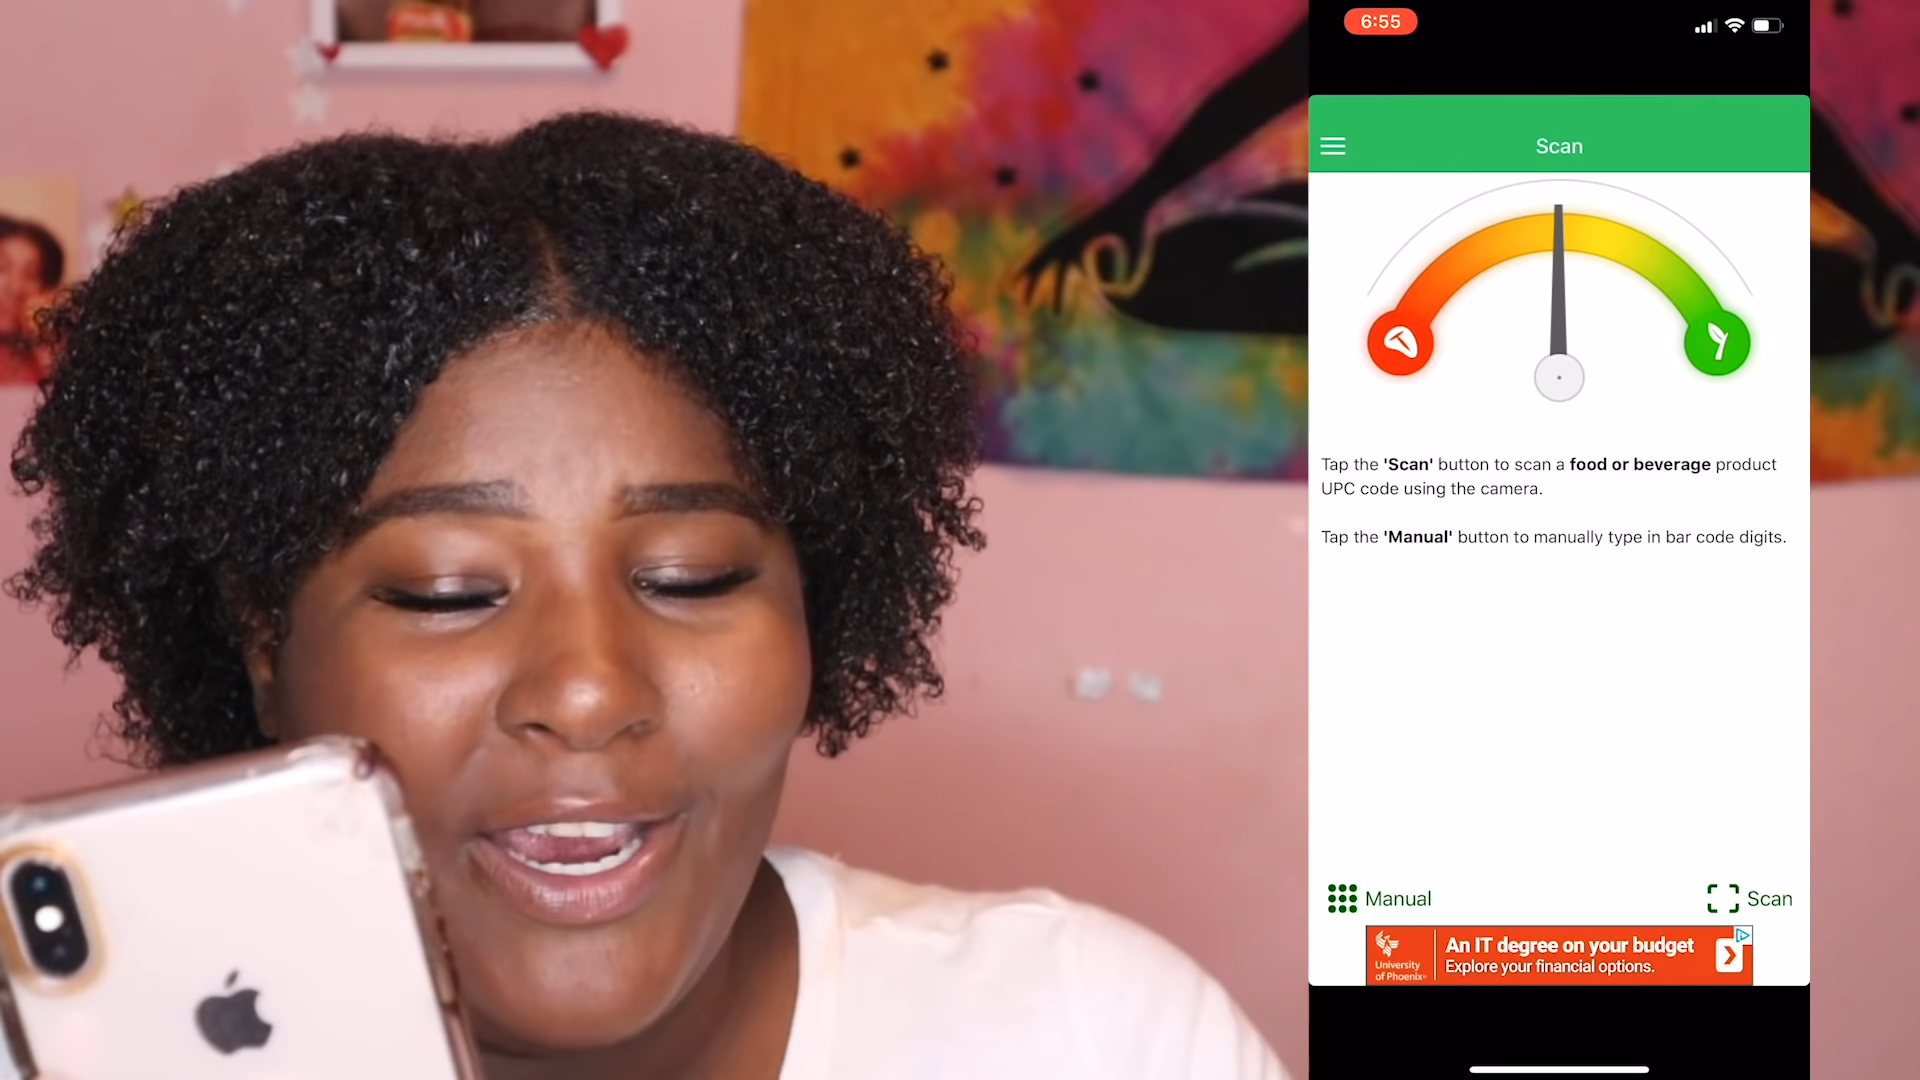 6:55
Scan
Tap the 'Scan' button to scan a food or beverage product
UPC code using the camera.
Tap the 'Manual' button to manually type in bar code digits.
Manual
Scan
University
of Phoenix
An IT degree on your budget
Explore your financial options.